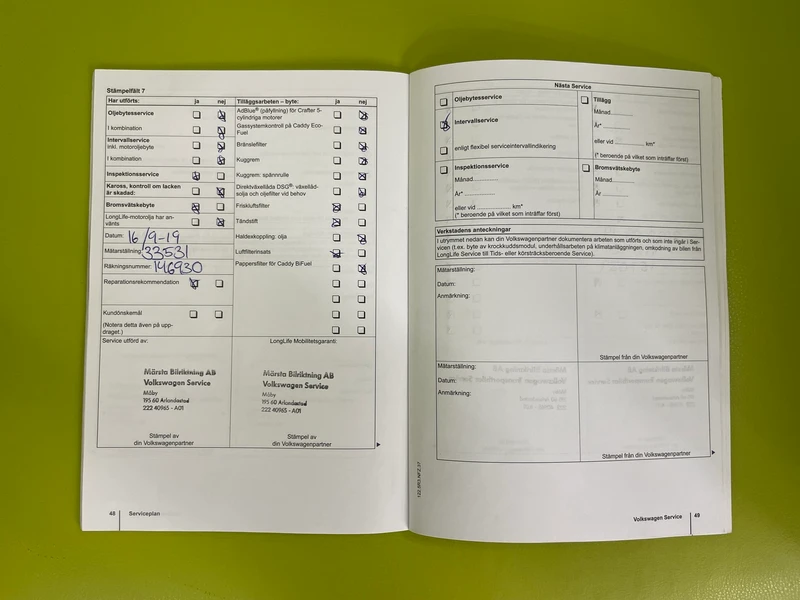 Stämpelfält 7
Har utförts: ja nej
Oljebytesservice
I kombination
Intervallservice
inkl. motoroljebyte
I kombination
Inspektionsservice
Kaross, kontroll om lacken
är skadad:
Bromsvätskebyte
LongLife-motorolja har an-
vänts
Datum: 16/9-19
Mätarställning: 33531
Räkningsnummer: 146930
Reparationsrekommendation
Kundönskemål
(Notera detta även på upp-
draget.)
Service utförd av:
Märsta Bilriktning AB
Volkswagen Service
Måby
195 60 Arlandastad
222 40965 - A01
Stämpel av
din Volkswagenpartner
Tilläggsarbeten – byte: ja nej
AdBlue® (påfyllning) för Crafter 5-
cylindriga motorer
Gassystemkontroll på Caddy Eco-
Fuel
Bränslefilter
Kuggrem
Kuggrem: spännrulle
Direktväxellåda DSG®: växellåd-
solja och oljefilter vid behov
Friskluftsfilter
Tändstift
Haldexkoppling: olja
Luftfilterinsats
Pappersfilter för Caddy BiFuel
LongLife Mobilitetsgaranti:
Märsta Bilriktning AB
Volkswagen Service
Måby
195 60 Arlandastad
222 40965 - A01
Stämpel av
din Volkswagenpartner
48 Serviceplan
Nästa Service
Oljebytesservice
Intervallservice
enligt flexibel serviceintervallindikering
Tillägg
Månad
År*
eller vid km*
(* beroende på vilket som inträffar först)
Inspektionsservice
Månad
År*
eller vid km*
(* beroende på vilket som inträffar först)
Bromsvätskebyte
Månad
År
Verkstadens anteckningar
I utrymmet nedan kan din Volkswagenpartner dokumentera arbeten som utförts och som inte ingår i Ser-
vicen (t.ex. byte av krockkuddsmodul, underhållsarbeten på klimatanläggningen, omkodning av bilen från
LongLife Service till Tids- eller körsträcksberoende Service).
Mätarställning:
Datum:
Anmärkning:
Stämpel från din Volkswagenpartner
Mätarställning:
Datum:
Anmärkning:
Stämpel från din Volkswagenpartner
Volkswagen Service 49